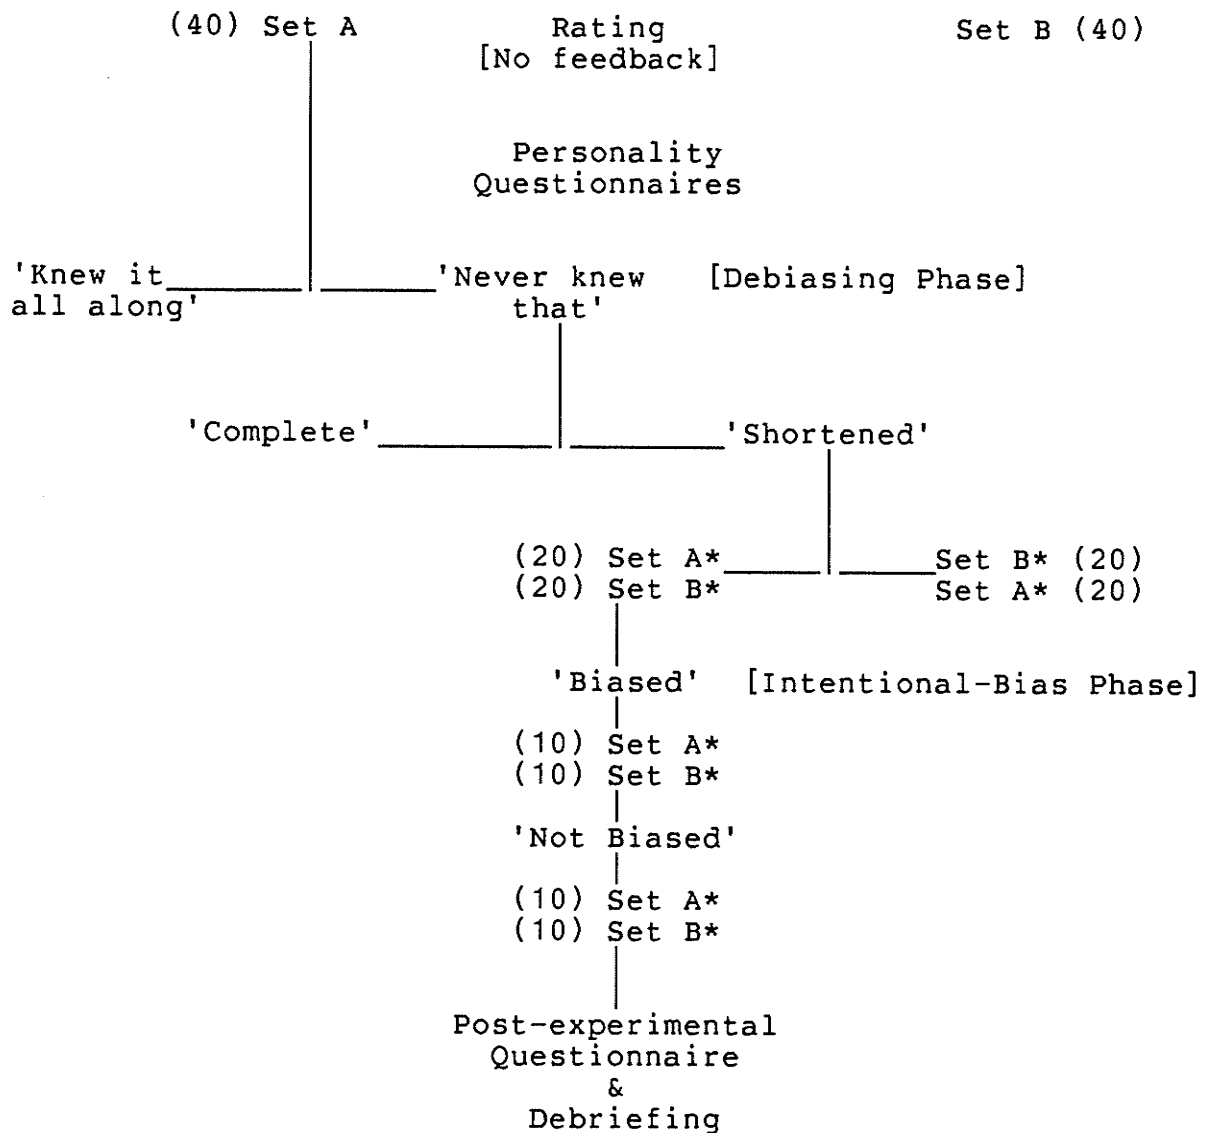 (40) Set A Rating Set B (40)
[No feedback]
Personality
Questionnaires
'Knew it 'Never knew [Debiasing Phase]
all along' that'
'Complete' 'Shortened'
(20) Set A* Set B* (20)
(20) Set B* Set A* (20)
'Biased' [Intentional-Bias Phase]
(10) Set A*
(10) Set B*
'Not Biased'
(10) Set A*
(10) Set B*
Post-experimental
Questionnaire
&
Debriefing